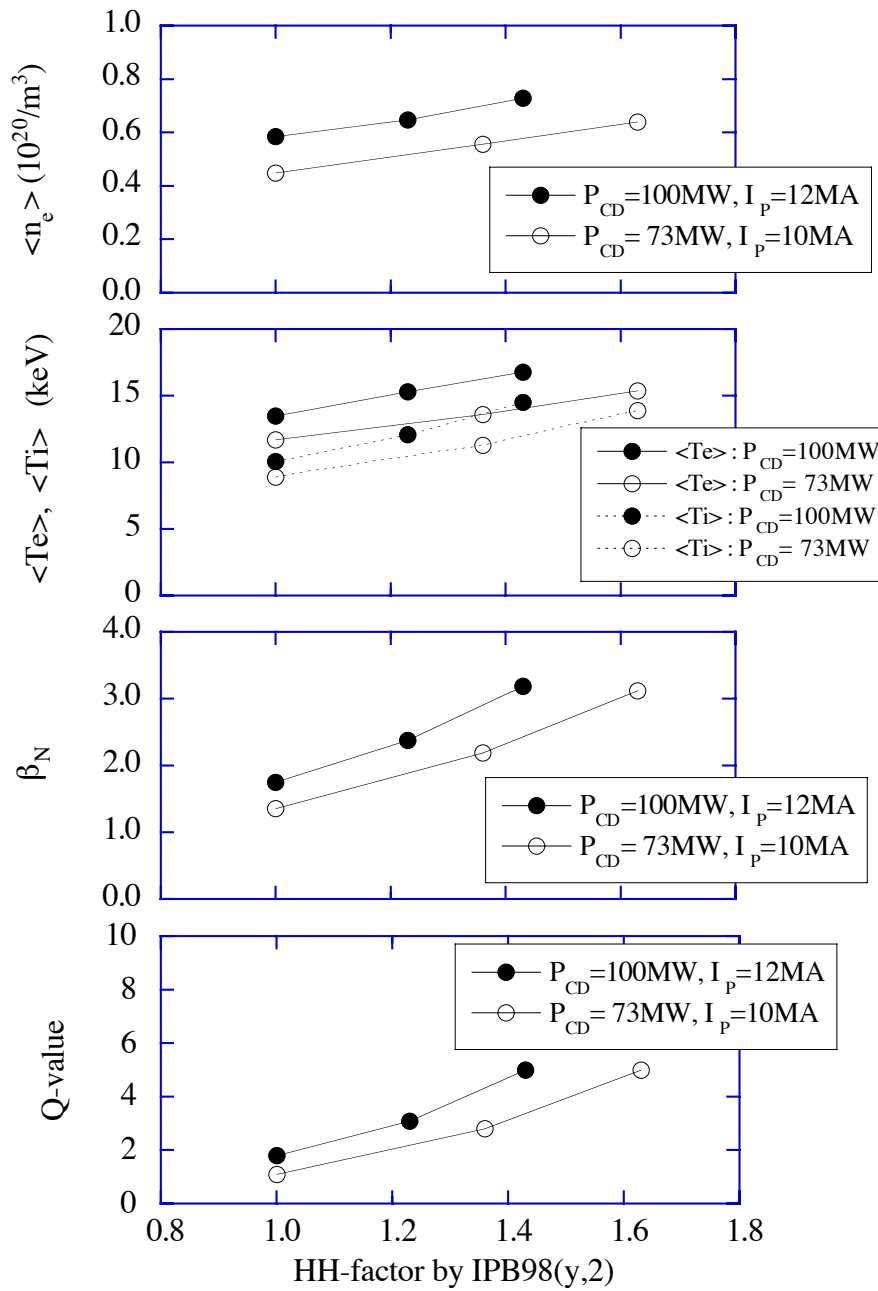 1.0
0.8
0.6
0.4
0.2
0.0
<n_e> (10^20/m^3)
P_CD=100MW, I_P=12MA
P_CD= 73MW, I_P=10MA
20
15
10
5
0
<Te>, <Ti> (keV)
<Te> : P_CD=100MW
<Te> : P_CD= 73MW
<Ti> : P_CD=100MW
<Ti> : P_CD= 73MW
4.0
3.0
2.0
1.0
0.0
β_N
P_CD=100MW, I_P=12MA
P_CD= 73MW, I_P=10MA
10
8
6
4
2
0
Q-value
P_CD=100MW, I_P=12MA
P_CD= 73MW, I_P=10MA
0.8 1.0 1.2 1.4 1.6 1.8
HH-factor by IPB98(y,2)